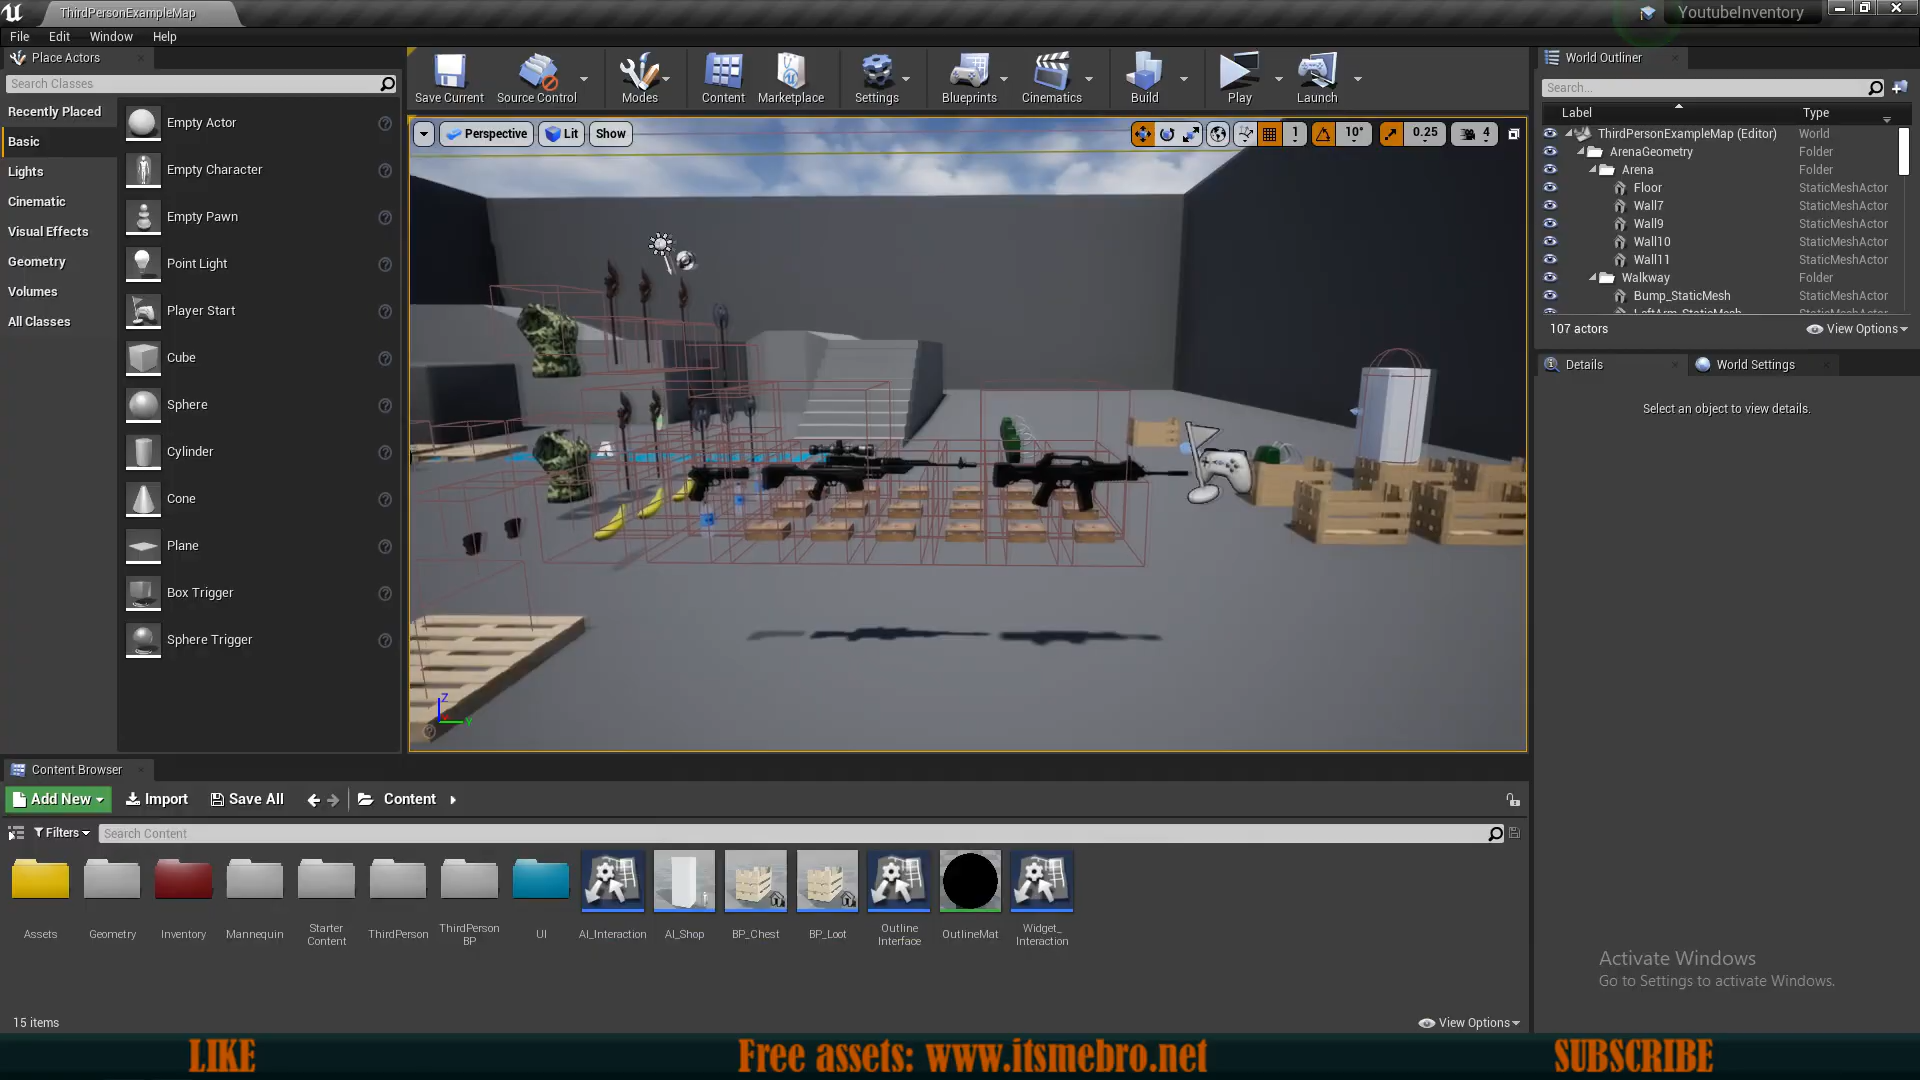 ThirdPersonExampleMap
YoutubeInventory
File Edit Window Help
Place Actors
Search Classes
Recently Placed
Basic
Lights
Cinematic
Visual Effects
Geometry
Volumes
All Classes
Empty Actor
Empty Character
Empty Pawn
Point Light
Player Start
Cube
Sphere
Cylinder
Cone
Plane
Box Trigger
Sphere Trigger
Save Current
Source Control
Modes
Content
Marketplace
Settings
Blueprints
Cinematics
Build
Play
Launch
Perspective
Lit
Show
1
10°
0.25
4
Z
Y
World Outliner
Search...
Label Type
ThirdPersonExampleMap (Editor) World
ArenaGeometry Folder
Arena Folder
Floor StaticMeshActor
Wall7 StaticMeshActor
Wall9 StaticMeshActor
Wall10 StaticMeshActor
Wall11 StaticMeshActor
Walkway Folder
Bump_StaticMesh StaticMeshActor
LeftArm_StaticMesh StaticMeshActor
107 actors
View Options
Details
World Settings
Select an object to view details.
Content Browser
Add New
Import
Save All
Content
Filters
Search Content
Assets
Geometry
Inventory
Mannequin
Starter
Content
ThirdPerson
ThirdPerson
BP
UI
AI_Interaction
AI_Shop
BP_Chest
BP_Loot
Outline
Interface
OutlineMat
Widget_
Interaction
15 items
View Options
Activate Windows
Go to Settings to activate Windows.
LIKE
Free assets: www.itsmebro.net
SUBSCRIBE